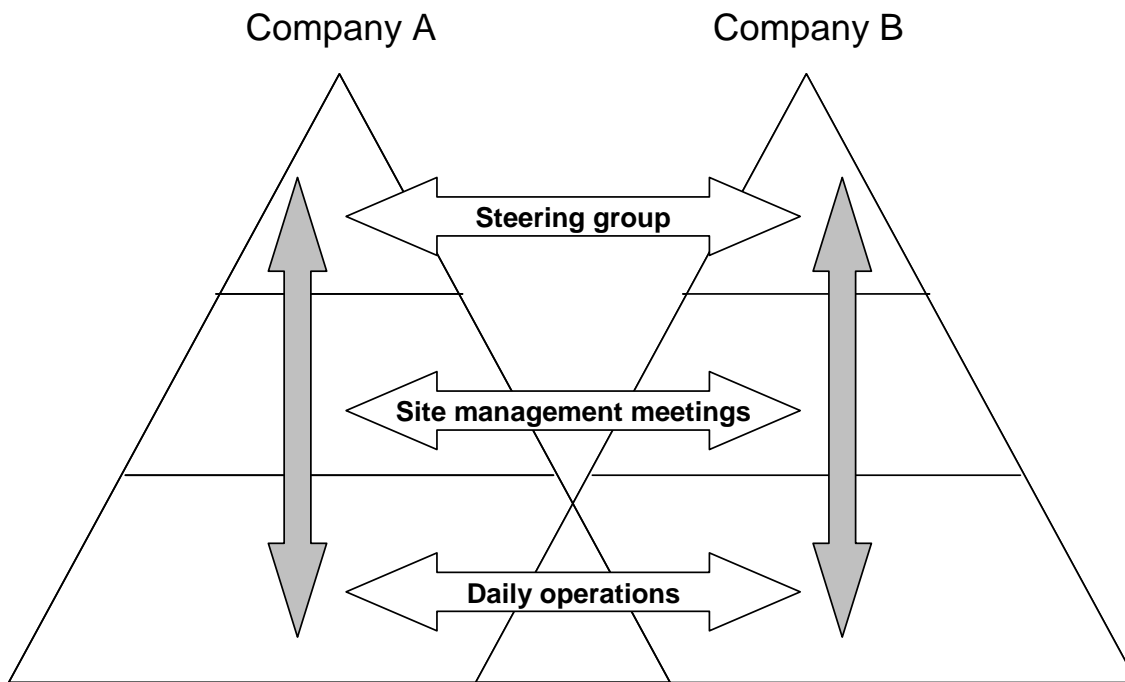 Company A
Company B
Steering group
Site management meetings
Daily operations